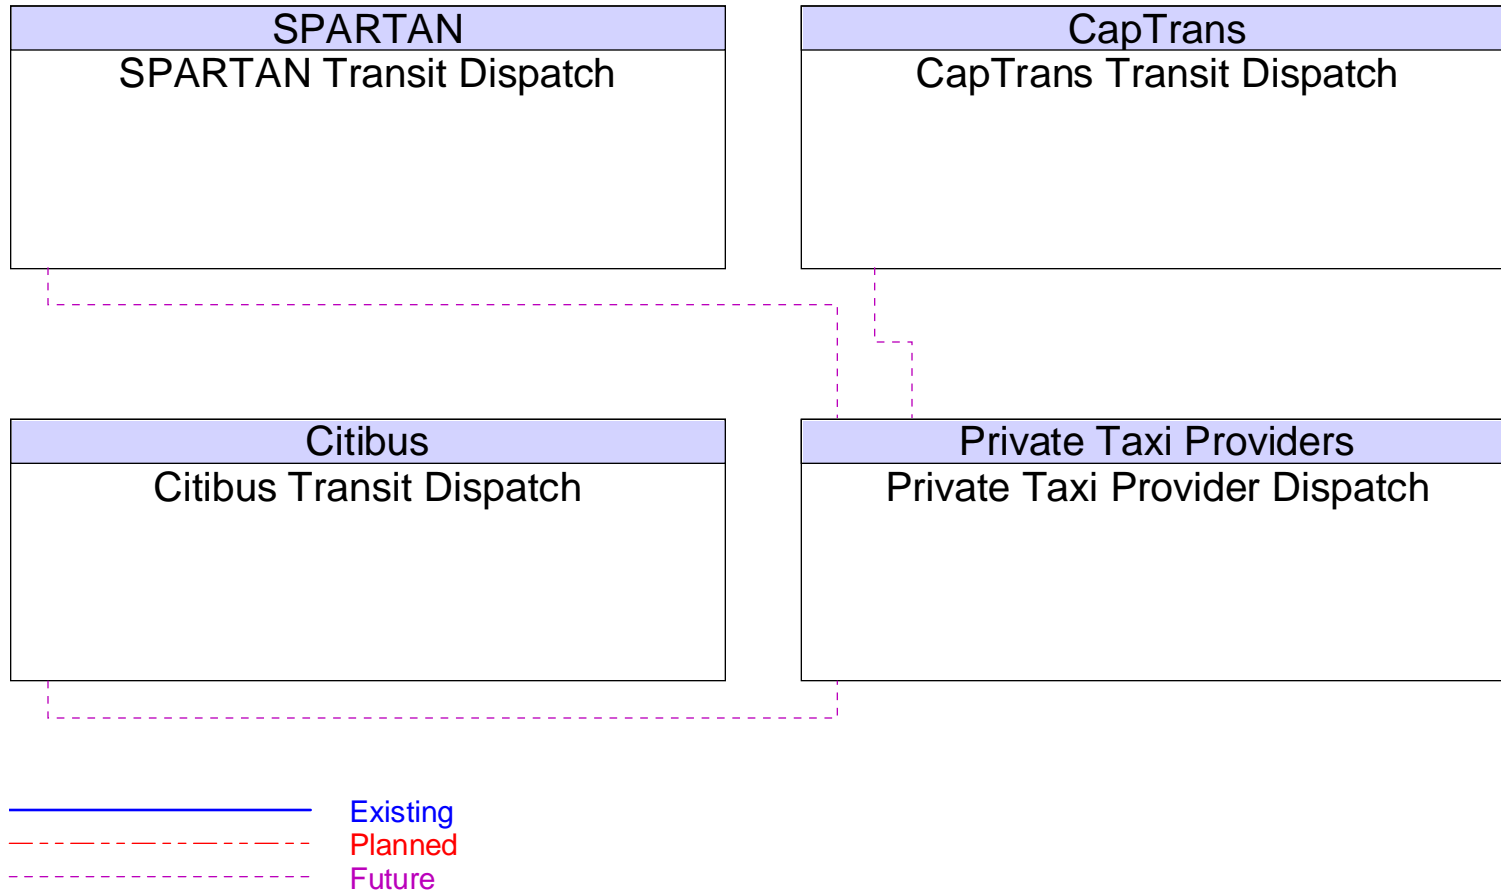 SPARTAN
SPARTAN Transit Dispatch
CapTrans
CapTrans Transit Dispatch
Citibus
Citibus Transit Dispatch
Private Taxi Providers
Private Taxi Provider Dispatch
Existing
Planned
Future